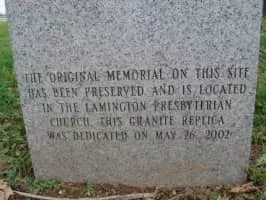 THE ORIGINAL MEMORIAL ON THIS SITE
HAS BEEN PRESERVED AND IS LOCATED
IN THE LAMINGTON PRESBYTERIAN
CHURCH. THIS GRANITE REPLICA
WAS DEDICATED ON MAY 26, 2002